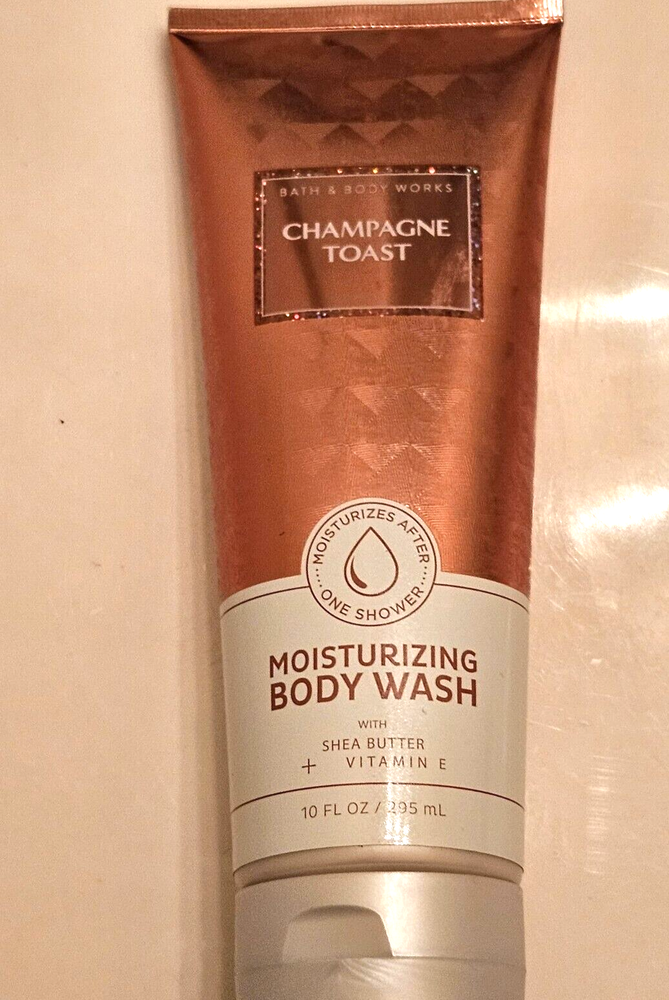 BATH & BODY WORKS
CHAMPAGNE
TOAST
MOISTURIZES AFTER
ONE SHOWER
MOISTURIZING
BODY WASH
WITH
SHEA BUTTER
+ VITAMIN E
10 FL OZ / 295 mL